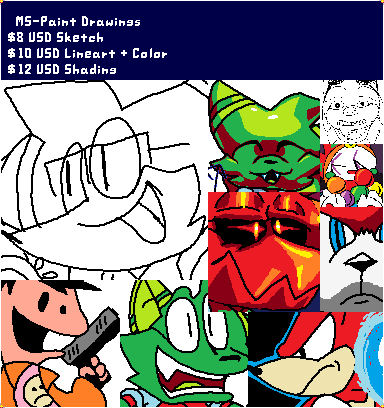 MS-Paint Drawings
$8 USD Sketch
$10 USD Lineart + Color
$12 USD Shading